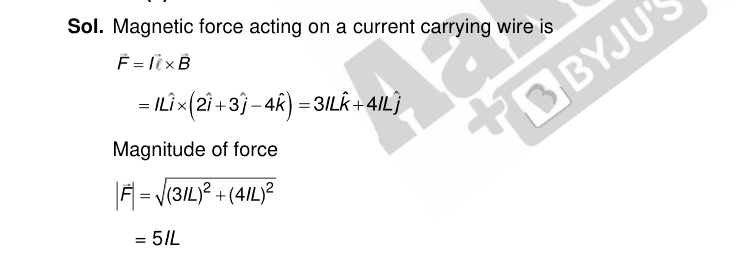 Sol. Magnetic force acting on a current carrying wire is
F⃗ = Iℓ⃗ × B⃗
= ILî × (2î + 3ĵ − 4k̂) = 3ILk̂ + 4ILĵ
Magnitude of force
|F⃗| = √((3IL)² + (4IL)²)
= 5IL
BYJU'S